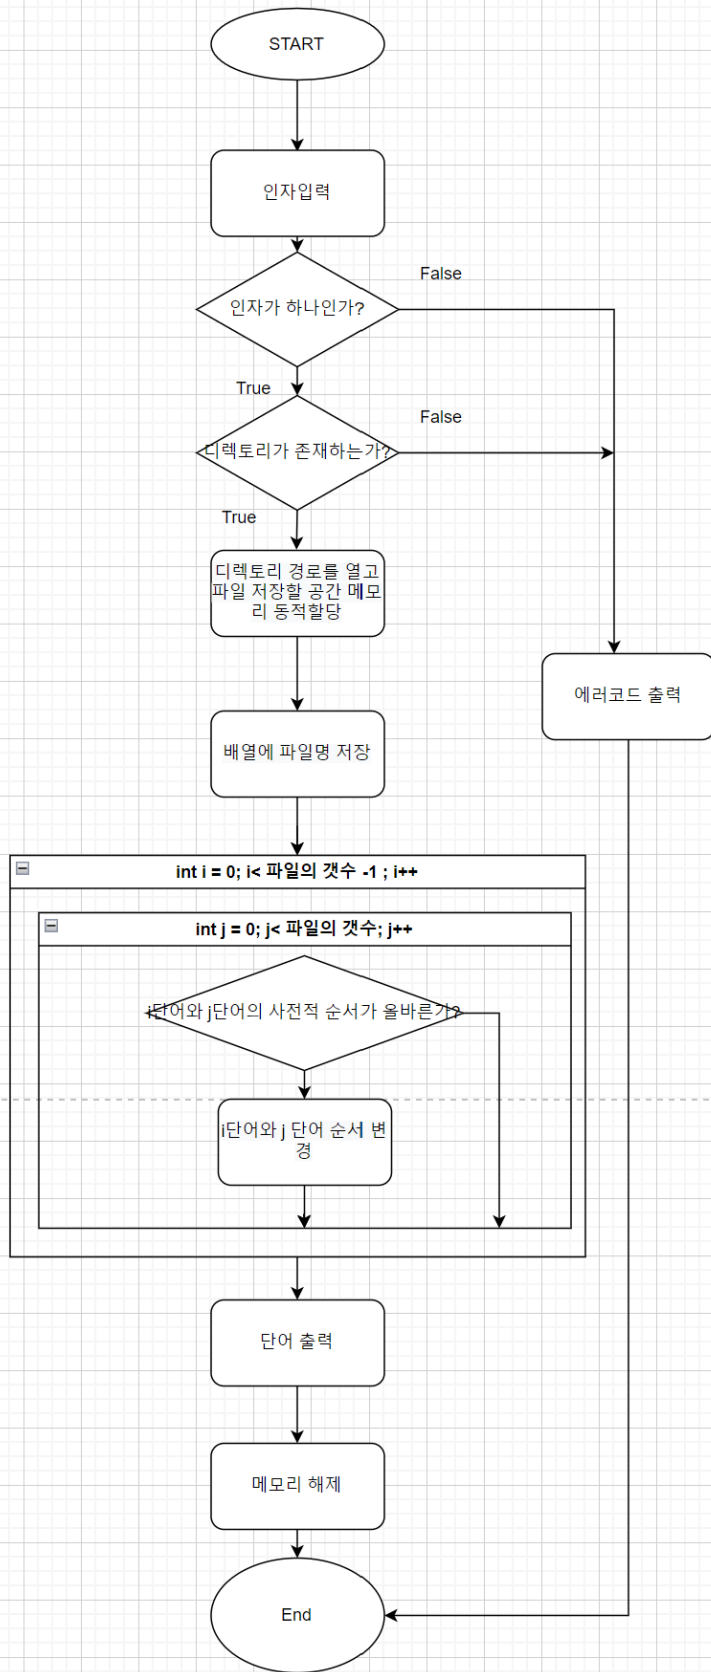 START
인자입력
False
인자가 하나인가?
True
False
디렉토리가 존재하는가?
True
디렉토리 경로를 열고
파일 저장할 공간 메모
리 동적할당
에러코드 출력
배열에 파일명 저장
int i = 0; i< 파일의 갯수 -1 ; i++
int j = 0; j< 파일의 갯수; j++
i단어와 j단어의 사전적 순서가 올바른가?
i단어와 j 단어 순서 변
경
단어 출력
메모리 해제
End